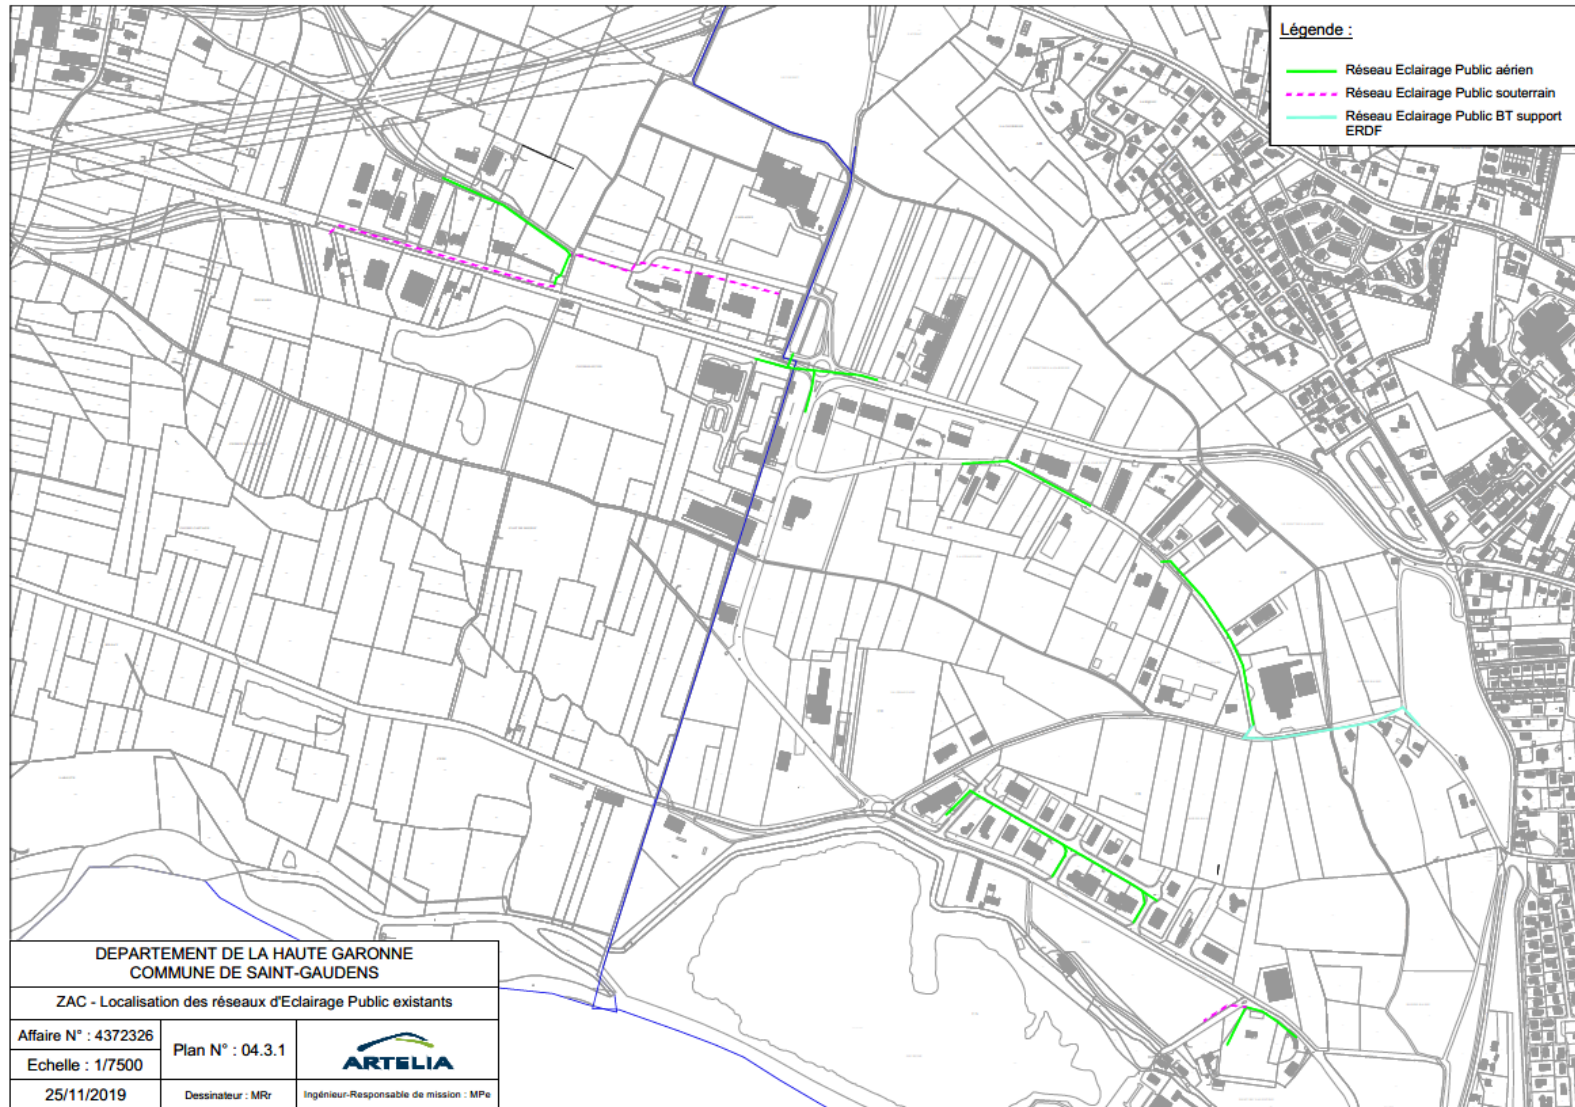 Légende :
Réseau Eclairage Public aérien
Réseau Eclairage Public souterrain
Réseau Eclairage Public BT support
ERDF
DEPARTEMENT DE LA HAUTE GARONNE
COMMUNE DE SAINT-GAUDENS
ZAC - Localisation des réseaux d'Eclairage Public existants
Affaire N° : 4372326
Echelle : 1/7500
Plan N° : 04.3.1
ARTELIA
25/11/2019
Dessinateur : MRr
Ingénieur-Responsable de mission : MPe